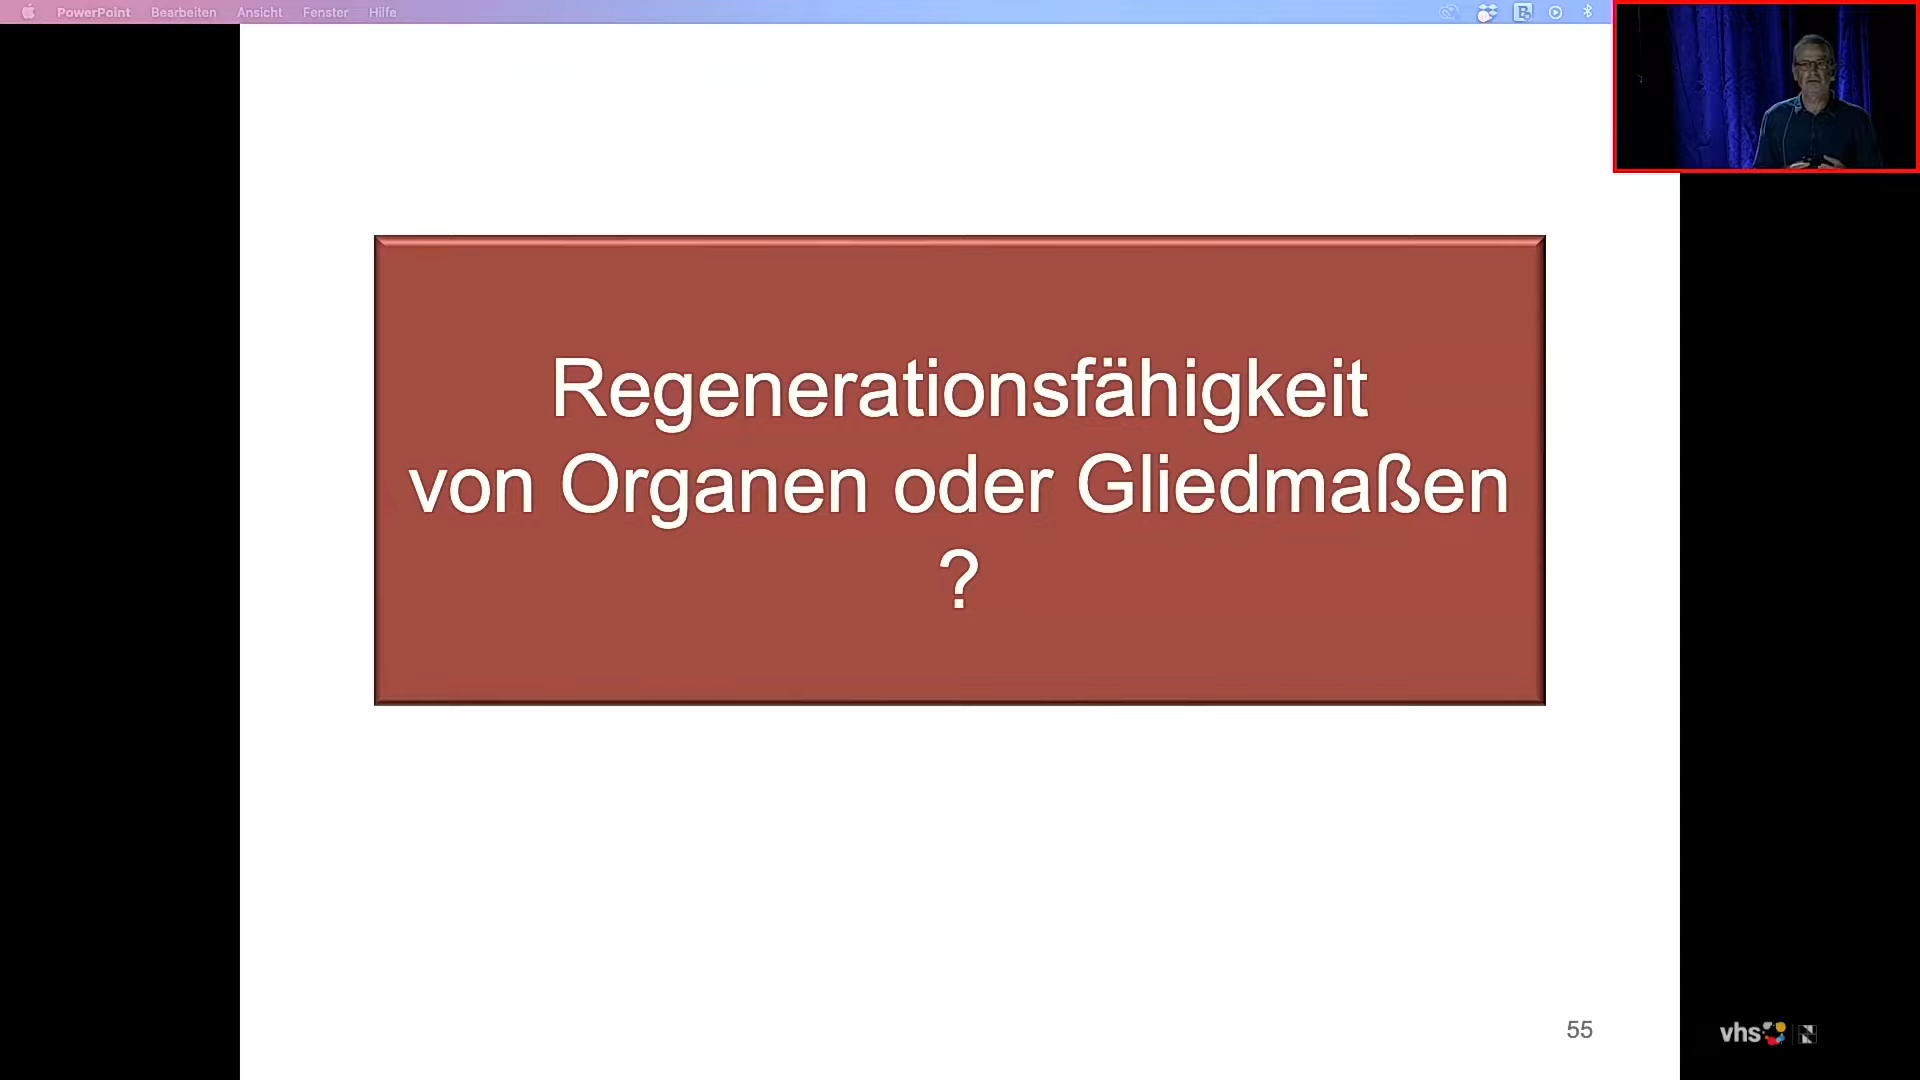 PowerPoint Bearbeiten Ansicht Fenster Hilfe
Regenerationsfähigkeit
von Organen oder Gliedmaßen
?
55
vhs